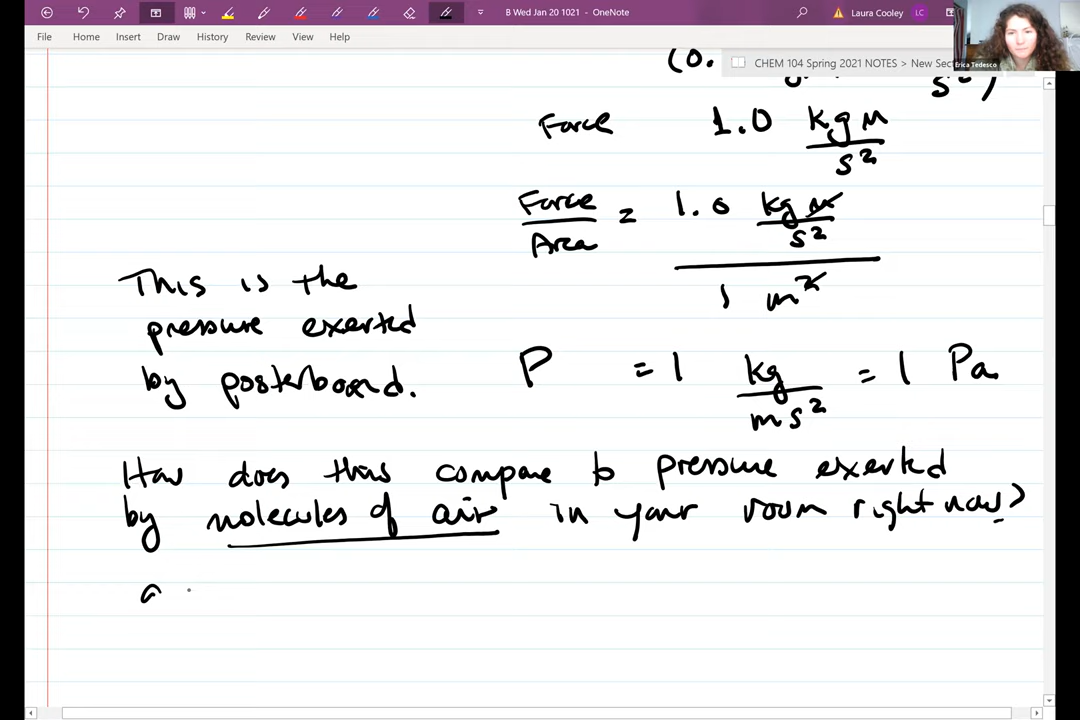 B Wed Jan 20 1021 - OneNote
Laura Cooley
LC
File Home Insert Draw History Review View Help
CHEM 104 Spring 2021 NOTES > New Sec
Erica Tedesco
(0.
s²)
Force 1.0 kg m
s²
Force = 1.0 kg m
Area s²
1 m²
This is the
pressure exerted
by posterboard.
P = 1 kg = 1 Pa
m s²
How does this compare to pressure exerted
by molecules of air in your room right now?
a